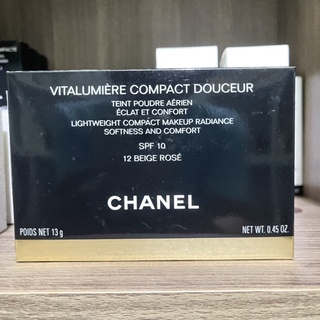 VITALUMIÈRE COMPACT DOUCEUR
TEINT POUDRE AÉRIEN
ÉCLAT ET CONFORT
LIGHTWEIGHT COMPACT MAKEUP RADIANCE
SOFTNESS AND COMFORT
SPF 10
12 BEIGE ROSÉ
CHANEL
POIDS NET 13 g
NET WT. 0.45 OZ.